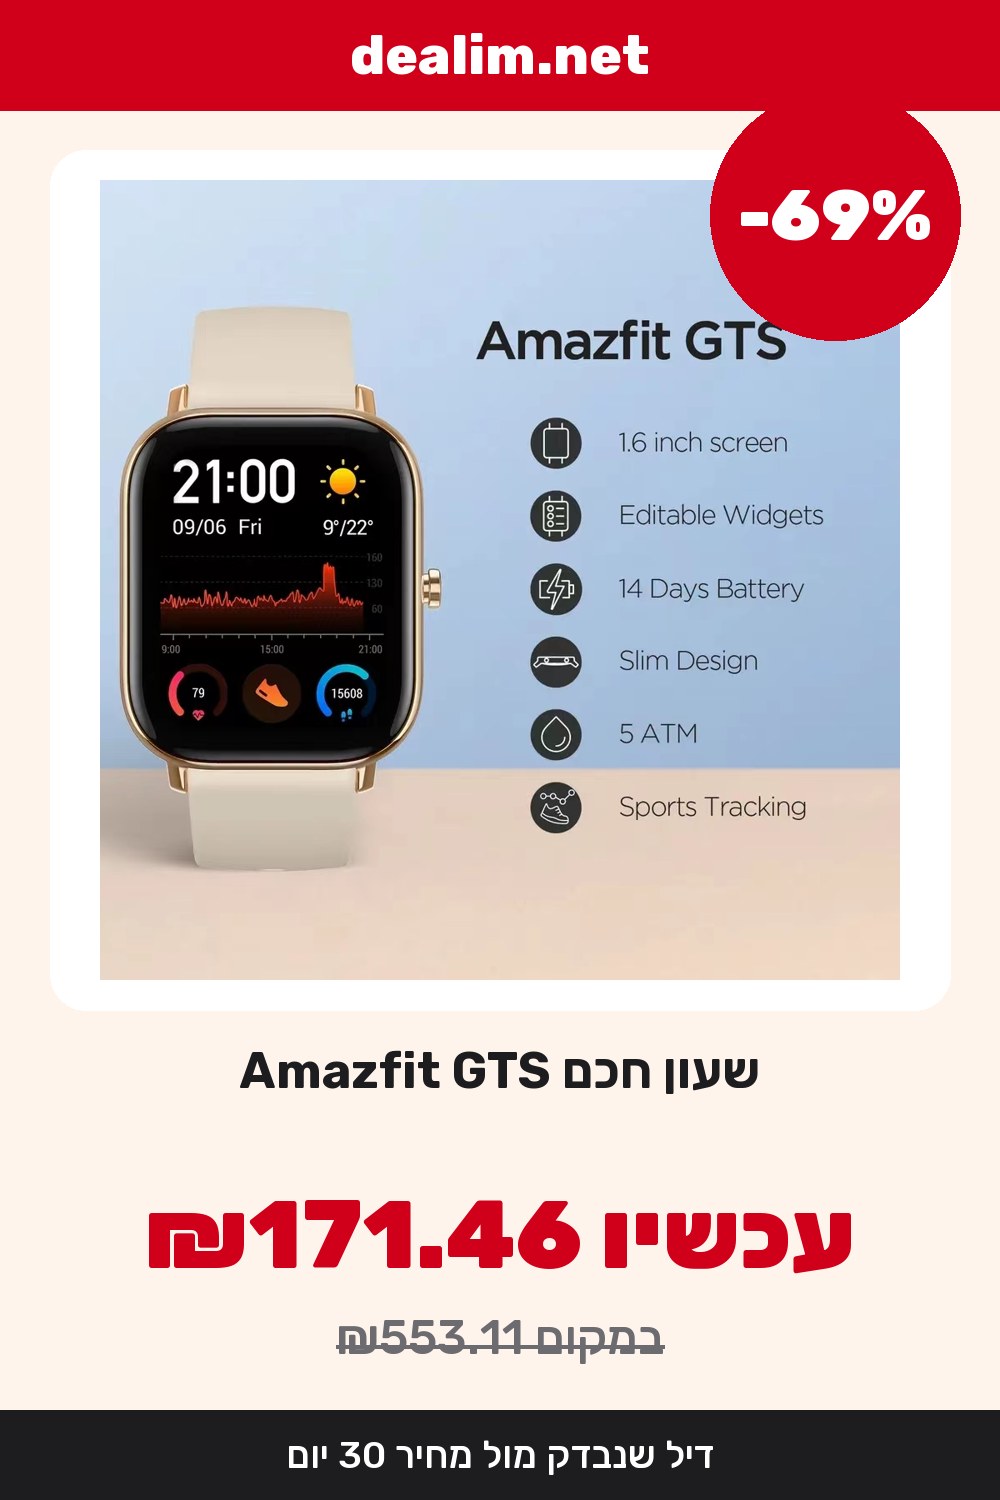 dealim.net
-69%
Amazfit GTS
1.6 inch screen
Editable Widgets
14 Days Battery
Slim Design
5 ATM
Sports Tracking
21:00
09/06 Fri
9°/22°
160
130
60
9:00
15:00
21:00
79
15608
שעון חכם Amazfit GTS
עכשיו ₪171.46
במקום ₪553.11
דיל שנבדק מול מחיר 30 יום